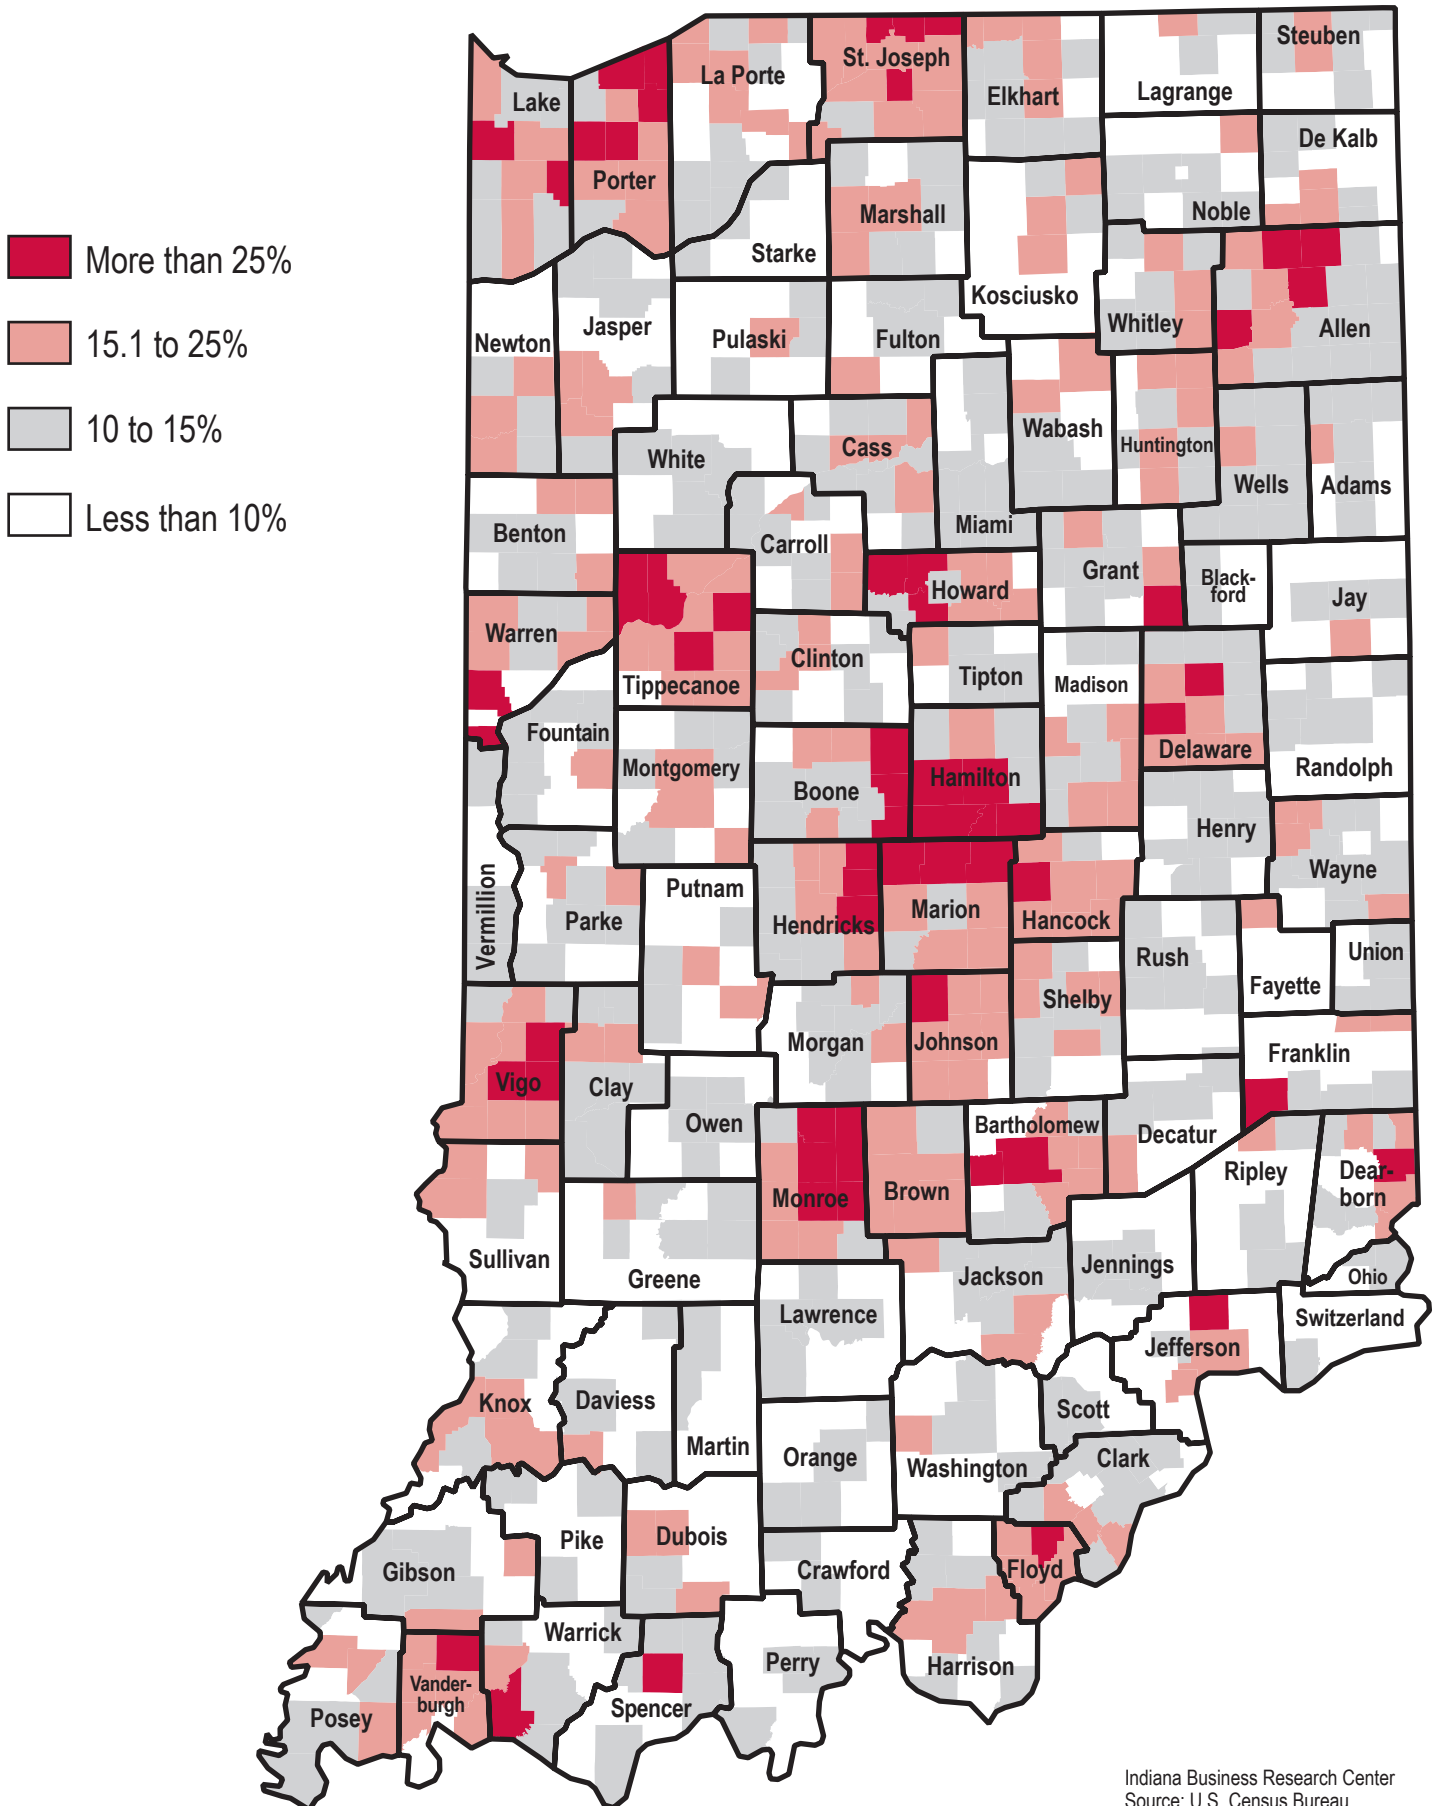 More than 25%
15.1 to 25%
10 to 15%
Less than 10%
Lake
Porter
La Porte
St. Joseph
Elkhart
Lagrange
Steuben
De Kalb
Noble
Marshall
Starke
Kosciusko
Newton
Jasper
Pulaski
Fulton
Whitley
Allen
Wabash
Huntington
Wells
Adams
White
Cass
Miami
Benton
Carroll
Howard
Grant
Black-
ford
Jay
Warren
Tippecanoe
Clinton
Tipton
Madison
Delaware
Randolph
Fountain
Montgomery
Boone
Hamilton
Henry
Wayne
Vermillion
Parke
Putnam
Hendricks
Marion
Hancock
Rush
Fayette
Union
Vigo
Clay
Owen
Morgan
Johnson
Shelby
Franklin
Decatur
Bartholomew
Brown
Monroe
Ripley
Dear-
born
Ohio
Sullivan
Greene
Jackson
Jennings
Switzerland
Jefferson
Lawrence
Knox
Daviess
Martin
Orange
Washington
Scott
Clark
Gibson
Pike
Dubois
Crawford
Floyd
Harrison
Posey
Vander-
burgh
Warrick
Spencer
Perry
Indiana Business Research Center
Source: U.S. Census Bureau